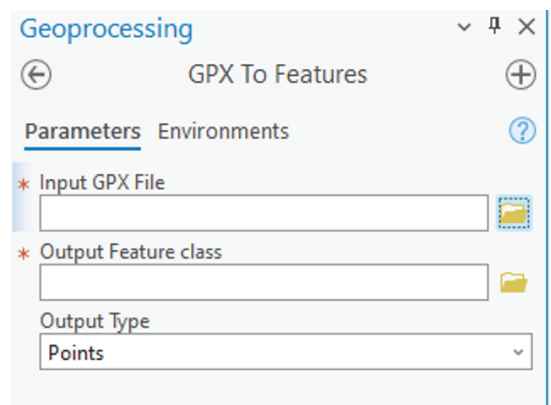 Geoprocessing
GPX To Features
Parameters Environments
?
* Input GPX File
* Output Feature class
Output Type
Points